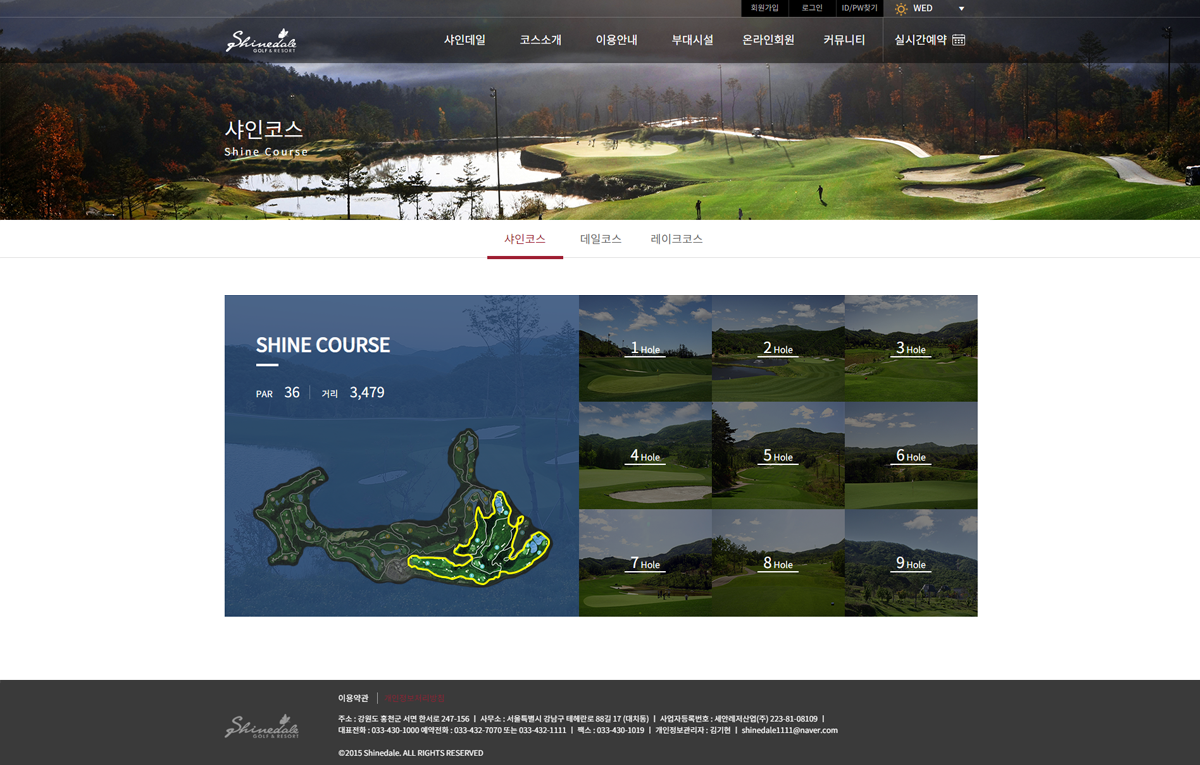 회원가입 로그인 ID/PW찾기 WED
Shinedale
GOLF & RESORT
샤인데일 코스소개 이용안내 부대시설 온라인회원 커뮤니티 실시간예약
샤인코스
Shine Course
샤인코스 데일코스 레이크코스
SHINE COURSE
PAR 36 거리 3,479
1 Hole
2 Hole
3 Hole
4 Hole
5 Hole
6 Hole
7 Hole
8 Hole
9 Hole
이용약관 | 개인정보처리방침
Shinedale
GOLF & RESORT
주소 : 강원도 홍천군 서면 한서로 247-156 | 사무소 : 서울특별시 강남구 테헤란로 88길 17 (대치동) | 사업자등록번호 : 세안레져산업(주) 223-81-08109 |
대표전화 : 033-430-1000 예약전화 : 033-432-7070 또는 033-432-1111 | 팩스 : 033-430-1019 | 개인정보관리자 : 김기현 | shinedale1111@naver.com
©2015 Shinedale. ALL RIGHTS RESERVED